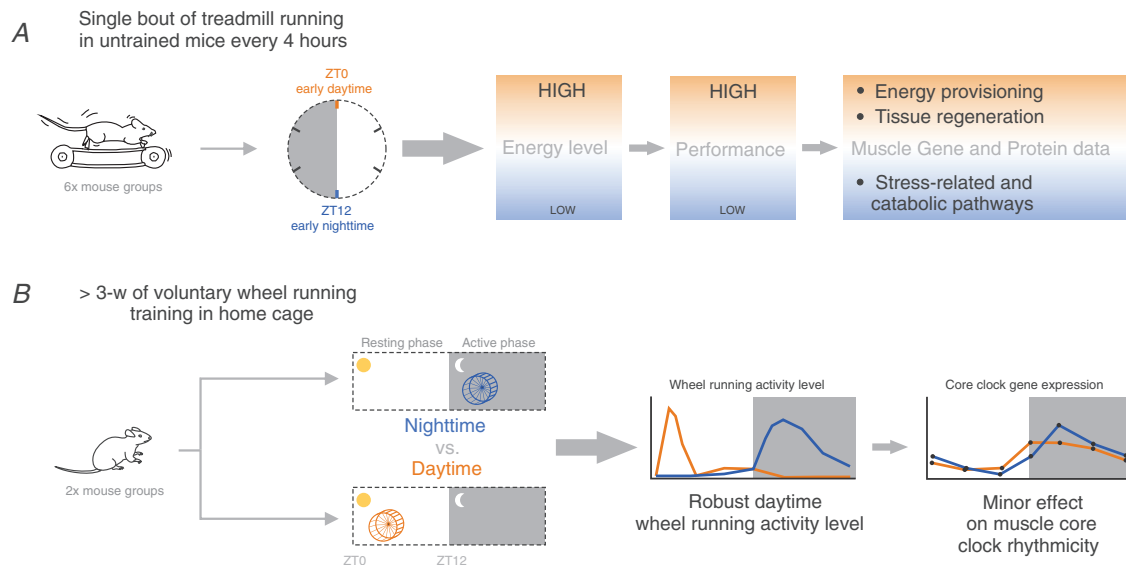 A
Single bout of treadmill running
in untrained mice every 4 hours
6x mouse groups
ZT0
early daytime
ZT12
early nighttime
HIGH
Energy level
LOW
HIGH
Performance
LOW
• Energy provisioning
• Tissue regeneration
Muscle Gene and Protein data
• Stress-related and
catabolic pathways
B
> 3-w of voluntary wheel running
training in home cage
2x mouse groups
Resting phase
Active phase
Nighttime
vs.
Daytime
ZT0
ZT12
Wheel running activity level
Robust daytime
wheel running activity level
Core clock gene expression
Minor effect
on muscle core
clock rhythmicity